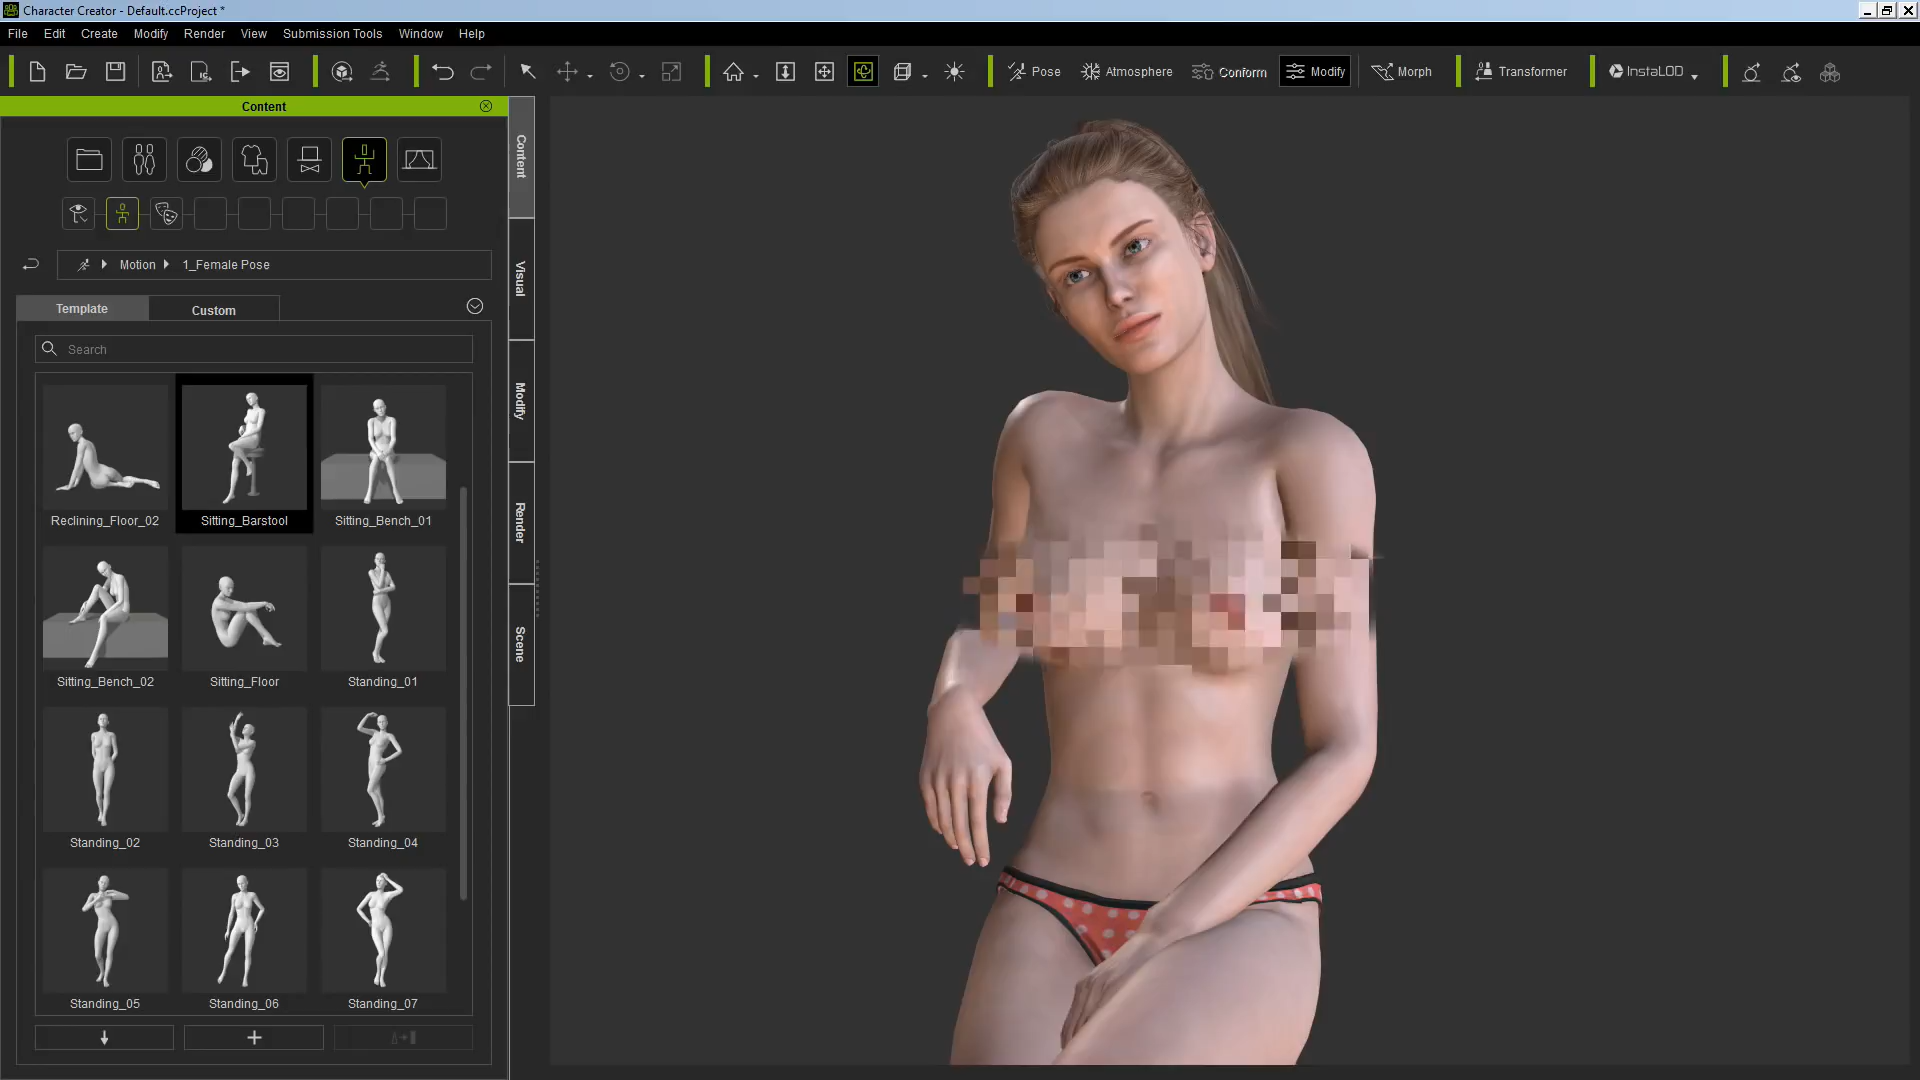 Character Creator - Default.ccProject *
File Edit Create Modify Render View Submission Tools Window Help
Pose Atmosphere Conform Modify Morph Transformer InstaLOD
Content
Content
Visual
Modify
Render
Scene
Motion 1_Female Pose
Template Custom
Search
Reclining_Floor_02 Sitting_Barstool Sitting_Bench_01
Sitting_Bench_02 Sitting_Floor Standing_01
Standing_02 Standing_03 Standing_04
Standing_05 Standing_06 Standing_07